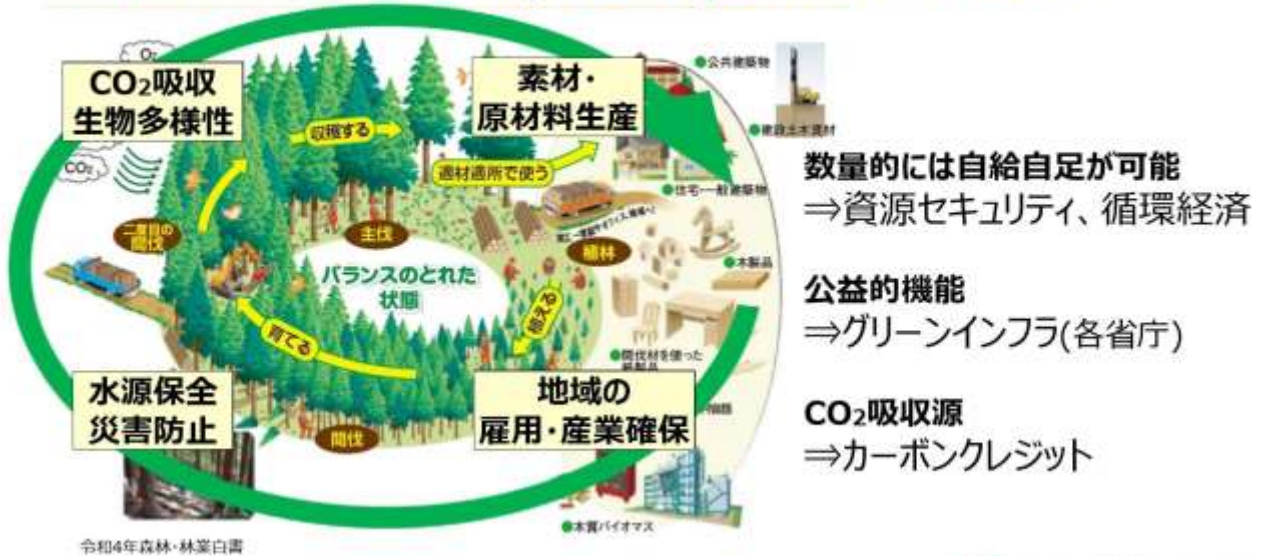 O₂
CO₂吸収
生物多様性
CO₂
収穫する
素材・
原材料生産
適材適所で使う
●公共建築物
●建設土木資材
●住宅・一般建築物
二度目の
間伐
主伐
植林
バランスのとれた
状態
●木製品
植える
育てる
●間伐材を使った
紙製品
水源保全
災害防止
間伐
地域の
雇用・産業確保
●木質バイオマス
令和4年森林・林業白書
数量的には自給自足が可能
⇒資源セキュリティ、循環経済
公益的機能
⇒グリーンインフラ(各省庁)
CO₂吸収源
⇒カーボンクレジット